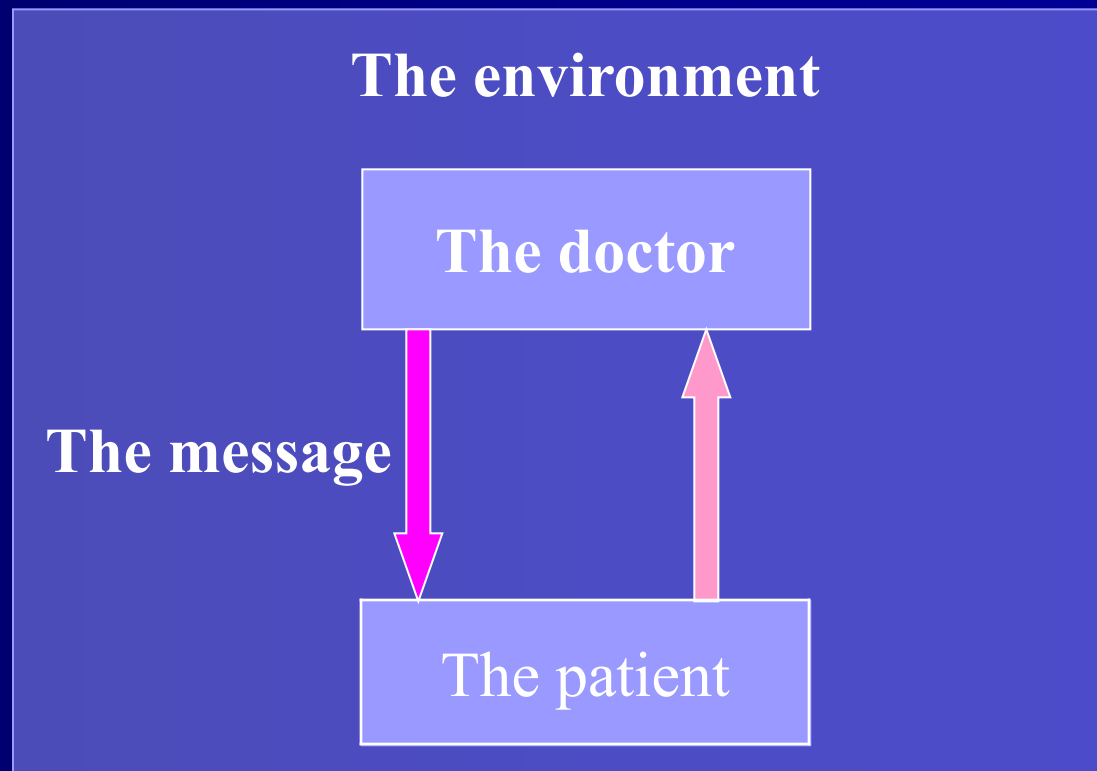 The environment
The doctor
The message
The patient